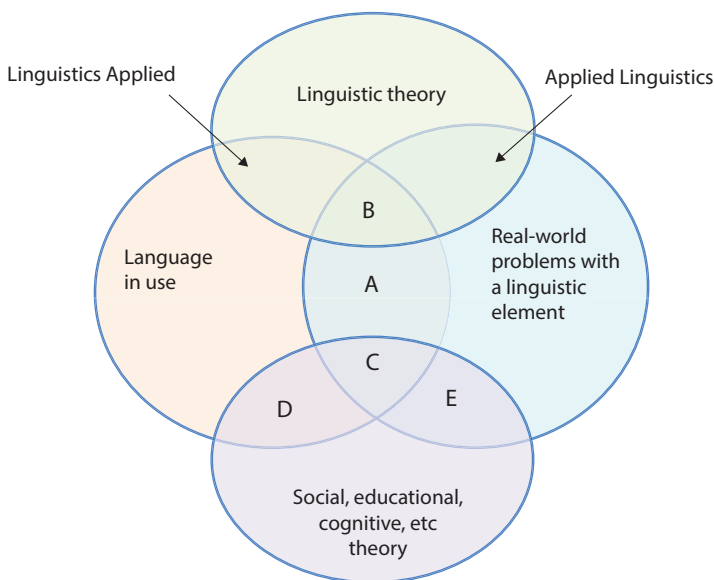 Linguistics Applied
Applied Linguistics
Linguistic theory
B
Language
in use
A
Real-world
problems with
a linguistic
element
C
D
E
Social, educational,
cognitive, etc
theory